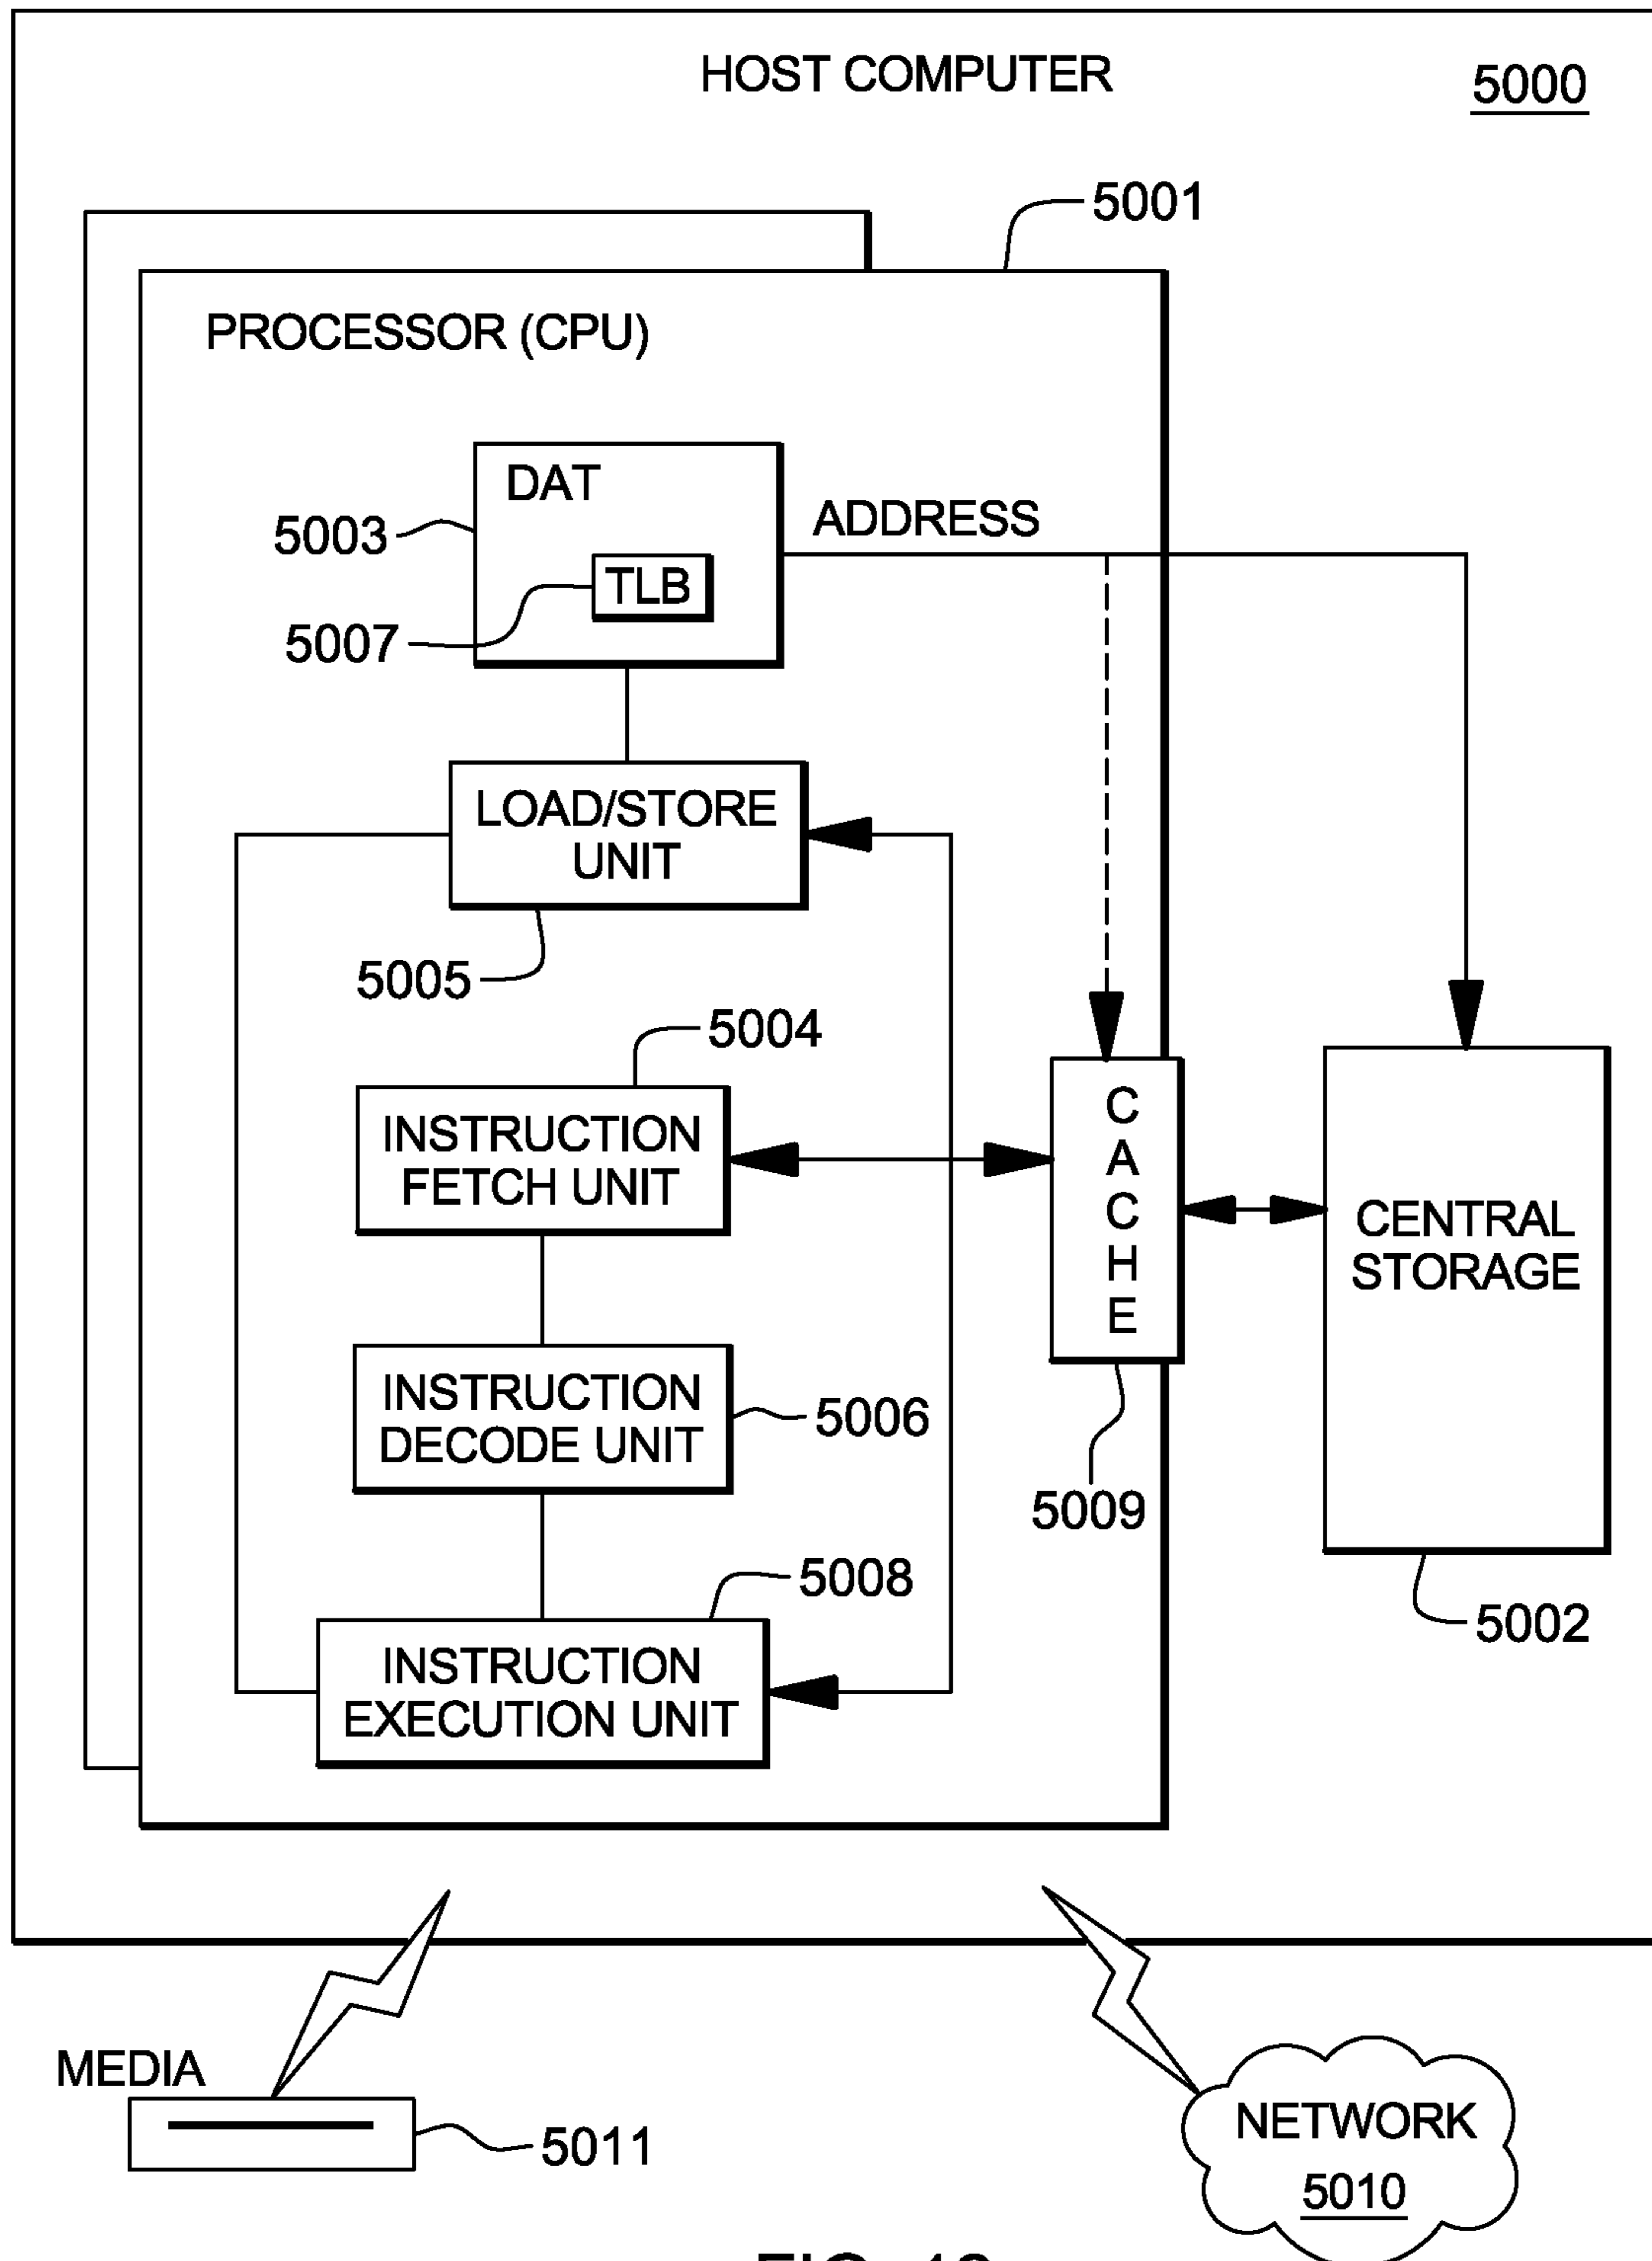 HOST COMPUTER
5000
5001
PROCESSOR (CPU)
DAT
ADDRESS
5003
TLB
5007
LOAD/STORE
UNIT
5005
5004
INSTRUCTION
FETCH UNIT
CACHE
CENTRAL
STORAGE
INSTRUCTION
DECODE UNIT
5006
5009
5008
5002
INSTRUCTION
EXECUTION UNIT
MEDIA
5011
NETWORK
5010